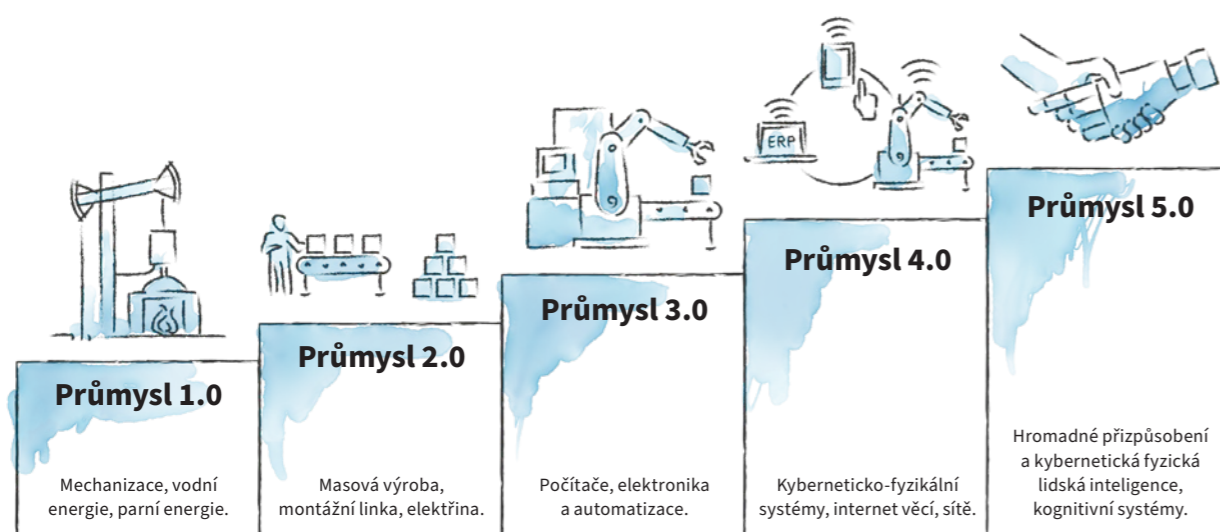 ERP
Průmysl 1.0
Mechanizace, vodní
energie, parní energie.
Průmysl 2.0
Masová výroba,
montážní linka, elektřina.
Průmysl 3.0
Počítače, elektronika
a automatizace.
Průmysl 4.0
Kyberneticko-fyzikální
systémy, internet věcí, sítě.
Průmysl 5.0
Hromadné přizpůsobení
a kybernetická fyzická
lidská inteligence,
kognitivní systémy.